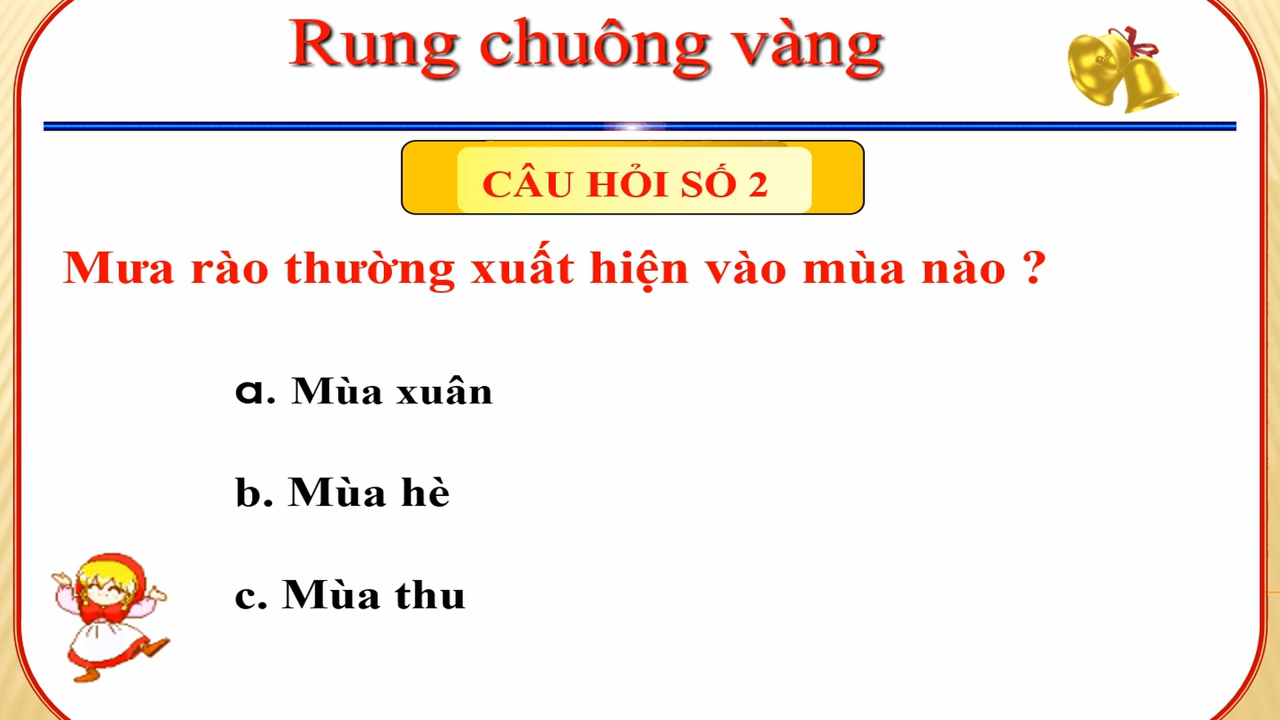 Rung chuông vàng
CÂU HỎI SỐ 2
Mưa rào thường xuất hiện vào mùa nào ?
a. Mùa xuân
b. Mùa hè
c. Mùa thu